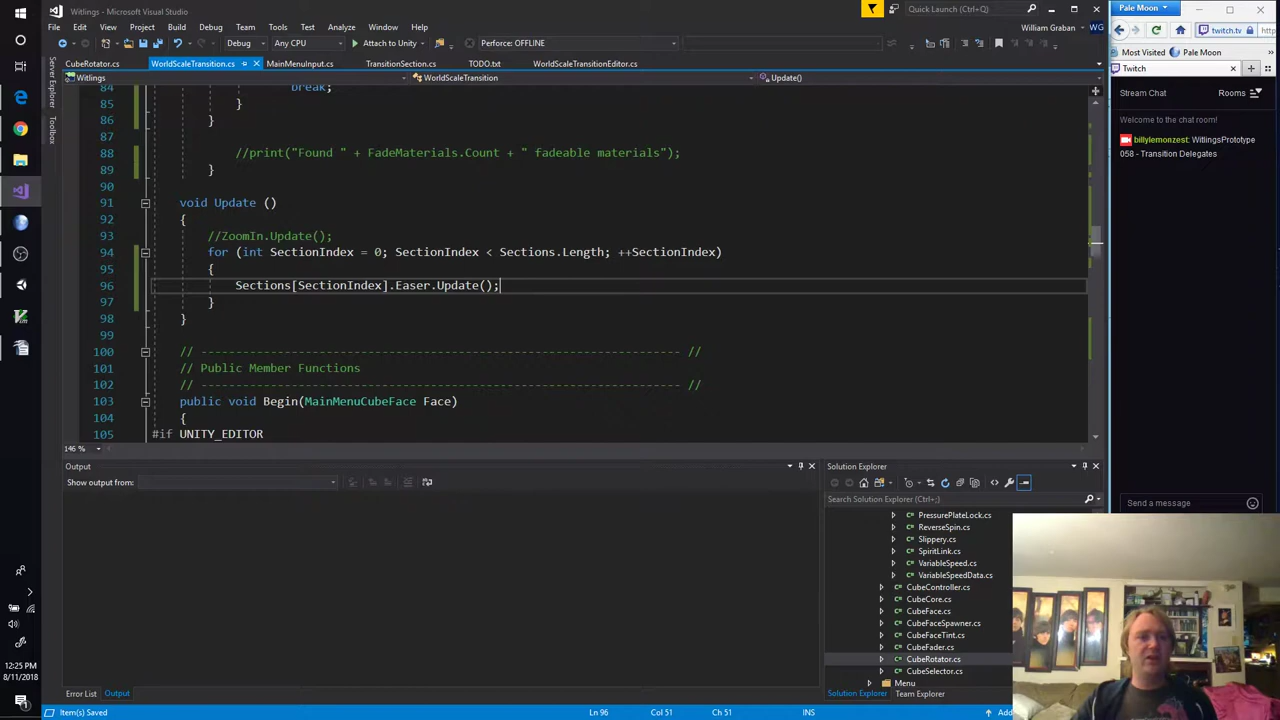 Witlings - Microsoft Visual Studio
Quick Launch (Ctrl+Q)
File Edit View Project Build Debug Team Tools Test Analyze Window Help
William Graban WG
Debug Any CPU Attach to Unity Perforce: OFFLINE
CubeRotator.cs WorldScaleTransition.cs MainMenuInput.cs TransitionSection.cs TODO.txt WorldTransitionEditor.cs
Witlings WorldScaleTransition Update()
84 break;
85 }
86 }
87
88 //print("Found " + FadeMaterials.Count + " fadeable materials");
89 }
90
91 void Update ()
92 {
93 //ZoomIn.Update();
94 for (int SectionIndex = 0; SectionIndex < Sections.Length; ++SectionIndex)
95 {
96 Sections[SectionIndex].Easer.Update();
97 }
98 }
99
100 // -------------------------------------------------------------------- //
101 // Public Member Functions
102 // -------------------------------------------------------------------- //
103 public void Begin(MainMenuCubeFace Face)
104 {
105 #if UNITY_EDITOR
146 %
Server Explorer
Toolbox
Output
Show output from:
Error List Output
Solution Explorer
Search Solution Explorer (Ctrl+;)
PressurePlateLock.cs
ReverseSpin.cs
Slippery.cs
SpiritLink.cs
VariableSpeed.cs
VariableSpeedData.cs
CubeController.cs
CubeCore.cs
CubeFace.cs
CubeFaceSpawner.cs
CubeFaceTint.cs
CubeFader.cs
CubeRotator.cs
CubeSelector.cs
Menu
Solution Explorer Team Explorer
Item(s) Saved Ln 96 Col 51 Ch 51 INS Add
12:25 PM
8/11/2018
Pale Moon
twitch.tv http
Most Visited Pale Moon
Twitch
Stream Chat Rooms
Welcome to the chat room!
billylemonzest: WitlingsPrototype
058 - Transition Delegates
Send a message